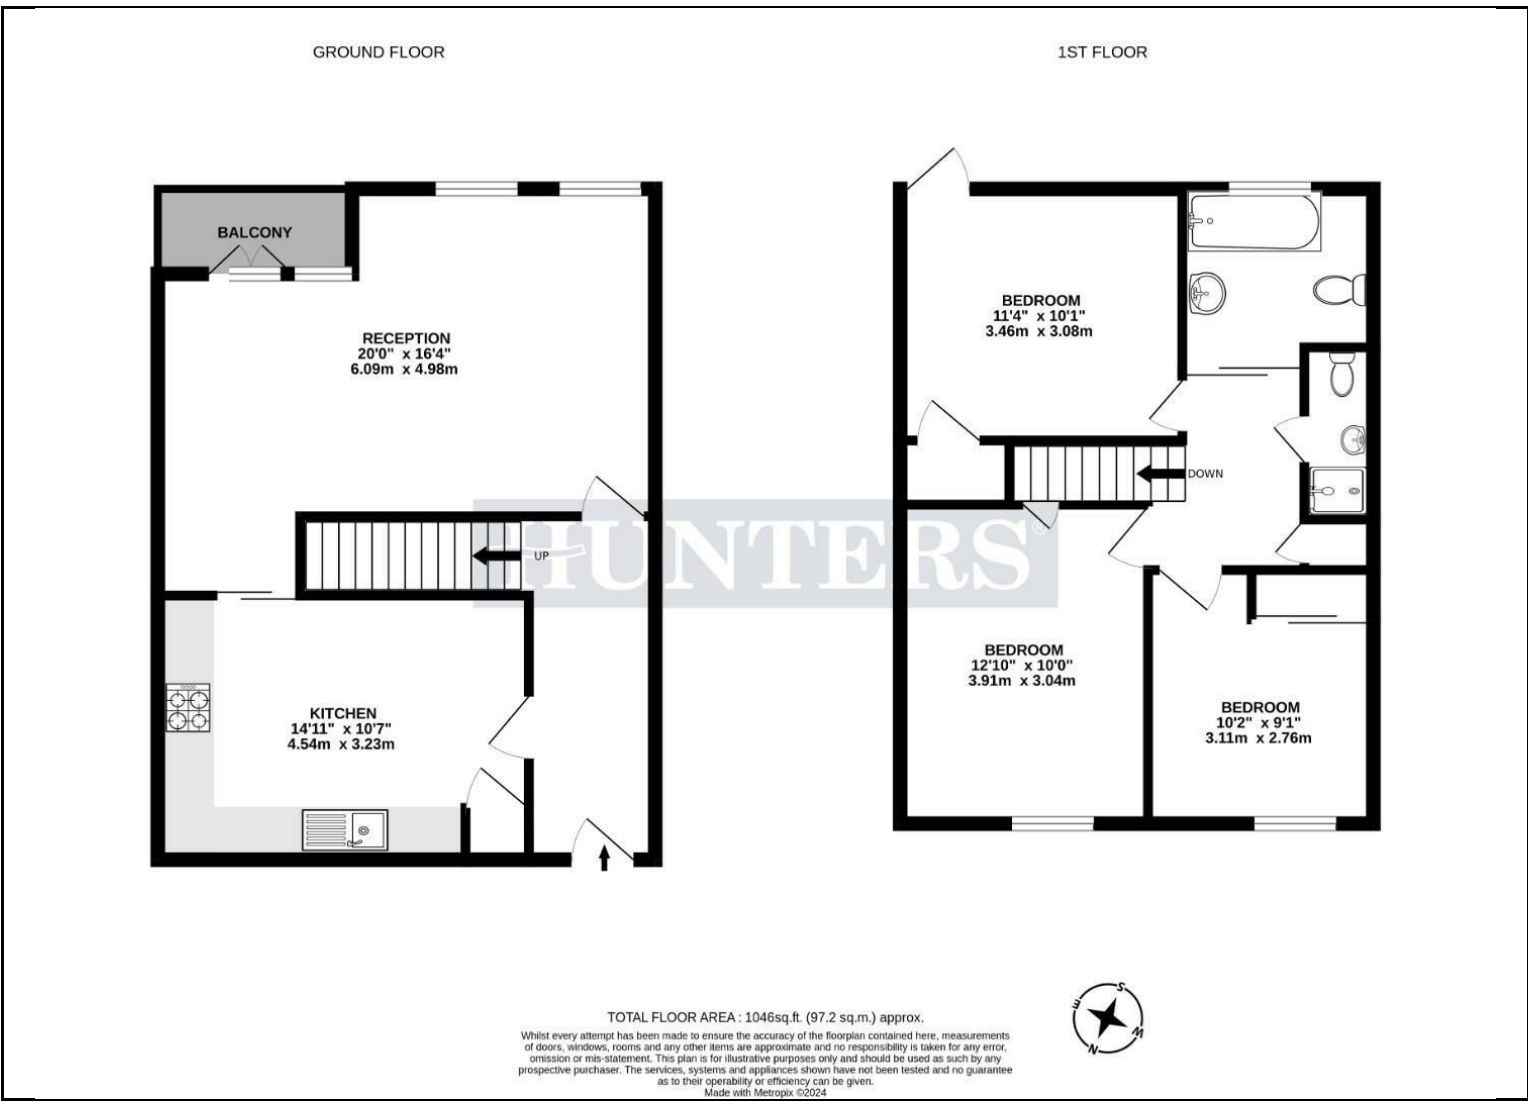 GROUND FLOOR
1ST FLOOR
BALCONY
RECEPTION
20'0" x 16'4"
6.09m x 4.98m
UP
KITCHEN
14'11" x 10'7"
4.54m x 3.23m
BEDROOM
11'4" x 10'1"
3.46m x 3.08m
DOWN
BEDROOM
12'10" x 10'0"
3.91m x 3.04m
BEDROOM
10'2" x 9'1"
3.11m x 2.76m
HUNTERS®
S
E
W
N
TOTAL FLOOR AREA : 1046sq.ft. (97.2 sq.m.) approx.
Whilst every attempt has been made to ensure the accuracy of the floorplan contained here, measurements
of doors, windows, rooms and any other items are approximate and no responsibility is taken for any error,
omission or mis-statement. This plan is for illustrative purposes only and should be used as such by any
prospective purchaser. The services, systems and appliances shown have not been tested and no guarantee
as to their operability or efficiency can be given.
Made with Metropix ©2024